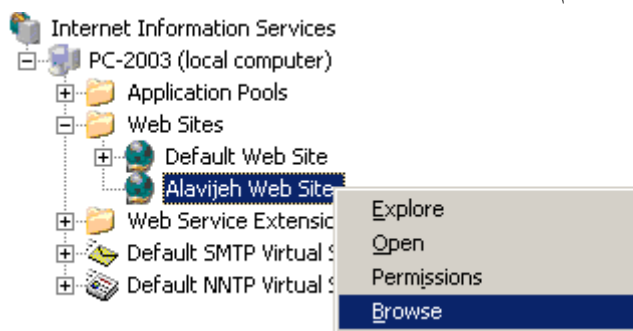 Internet Information Services
PC-2003 (local computer)
Application Pools
Web Sites
Default Web Site
Alavijeh Web Site
Web Service Extensio
Default SMTP Virtual S
Default NNTP Virtual S
Explore
Open
Permissions
Browse